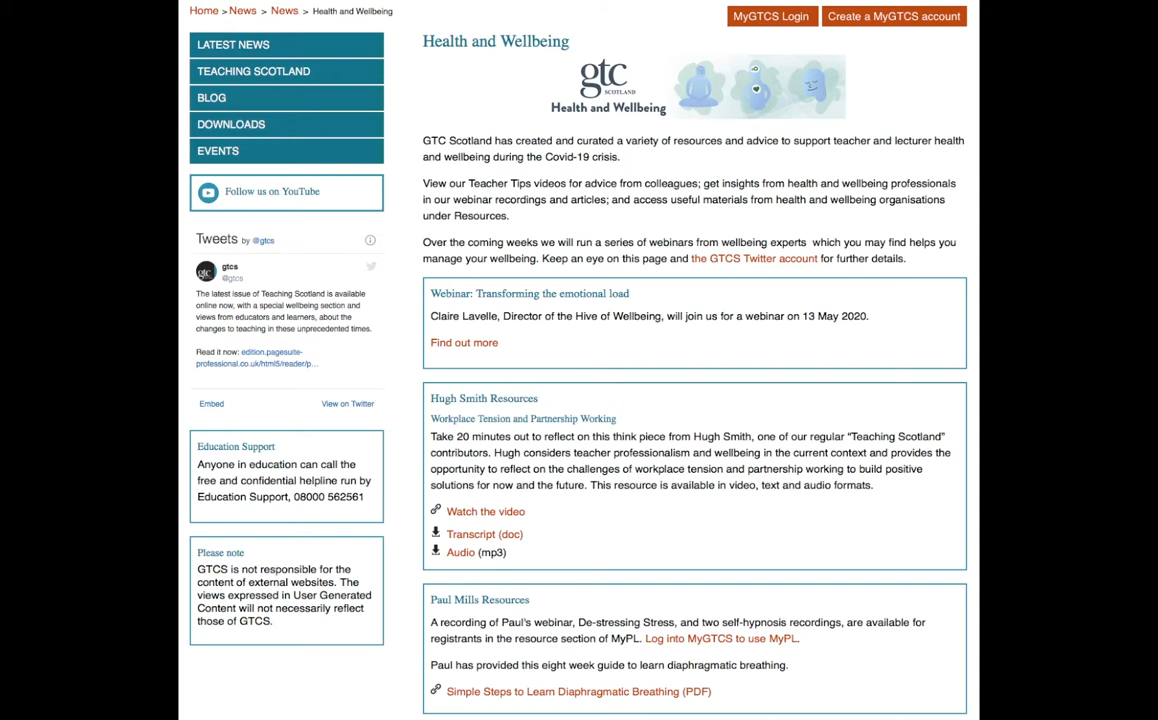 Home > News > News > Health and Wellbeing
MyGTCS Login
Create a MyGTCS account
LATEST NEWS
TEACHING SCOTLAND
BLOG
DOWNLOADS
EVENTS
Follow us on YouTube
Tweets by @gtcs
gtc
gtcs
@gtcs
The latest issue of Teaching Scotland is available
online now, with a special wellbeing section and
views from educators and learners, about the
changes to teaching in these unprecedented times.
Read it now: edition.pagesuite-
professional.co.uk/html5/reader/p…
Embed
View on Twitter
Education Support
Anyone in education can call the
free and confidential helpline run by
Education Support, 08000 562561
Please note
GTCS is not responsible for the
content of external websites. The
views expressed in User Generated
Content will not necessarily reflect
those of GTCS.
Health and Wellbeing
gtc
SCOTLAND
Health and Wellbeing
GTC Scotland has created and curated a variety of resources and advice to support teacher and lecturer health
and wellbeing during the Covid-19 crisis.
View our Teacher Tips videos for advice from colleagues; get insights from health and wellbeing professionals
in our webinar recordings and articles; and access useful materials from health and wellbeing organisations
under Resources.
Over the coming weeks we will run a series of webinars from wellbeing experts which you may find helps you
manage your wellbeing. Keep an eye on this page and the GTCS Twitter account for further details.
Webinar: Transforming the emotional load
Claire Lavelle, Director of the Hive of Wellbeing, will join us for a webinar on 13 May 2020.
Find out more
Hugh Smith Resources
Workplace Tension and Partnership Working
Take 20 minutes out to reflect on this think piece from Hugh Smith, one of our regular “Teaching Scotland”
contributors. Hugh considers teacher professionalism and wellbeing in the current context and provides the
opportunity to reflect on the challenges of workplace tension and partnership working to build positive
solutions for now and the future. This resource is available in video, text and audio formats.
Watch the video
Transcript (doc)
Audio (mp3)
Paul Mills Resources
A recording of Paul's webinar, De-stressing Stress, and two self-hypnosis recordings, are available for
registrants in the resource section of MyPL. Log into MyGTCS to use MyPL.
Paul has provided this eight week guide to learn diaphragmatic breathing.
Simple Steps to Learn Diaphragmatic Breathing (PDF)